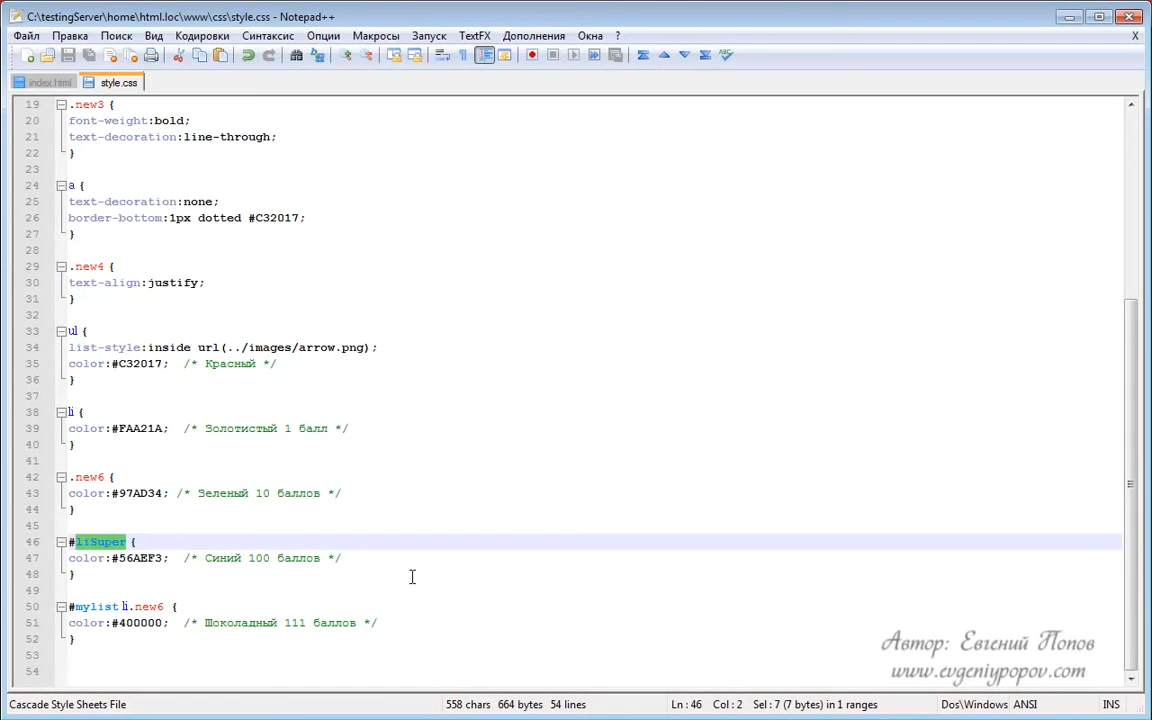 C:\testingServer\home\html.loc\www\css\style.css - Notepad++
Файл Правка Поиск Вид Кодировки Синтаксис Опции Макросы Запуск TextFX Дополнения Окна ? X
index.html style.css
19 .new3 {
20 font-weight:bold;
21 text-decoration:line-through;
22 }
23
24 a {
25 text-decoration:none;
26 border-bottom:1px dotted #C32017;
27 }
28
29 .new4 {
30 text-align:justify;
31 }
32
33 ul {
34 list-style:inside url(../images/arrow.png);
35 color:#C32017; /* Красный */
36 }
37
38 li {
39 color:#FAA21A; /* Золотистый 1 балл */
40 }
41
42 .new6 {
43 color:#97AD34; /* Зеленый 10 баллов */
44 }
45
46 #liSuper {
47 color:#56AEF3; /* Синий 100 баллов */
48 }
49
50 #mylist li.new6 {
51 color:#400000; /* Шоколадный 111 баллов */
52 }
53
54
Автор: Евгений Попов
www.evgeniypopov.com
Cascade Style Sheets File 558 chars 664 bytes 54 lines Ln : 46 Col : 2 Sel : 7 (7 bytes) in 1 ranges Dos\Windows ANSI INS